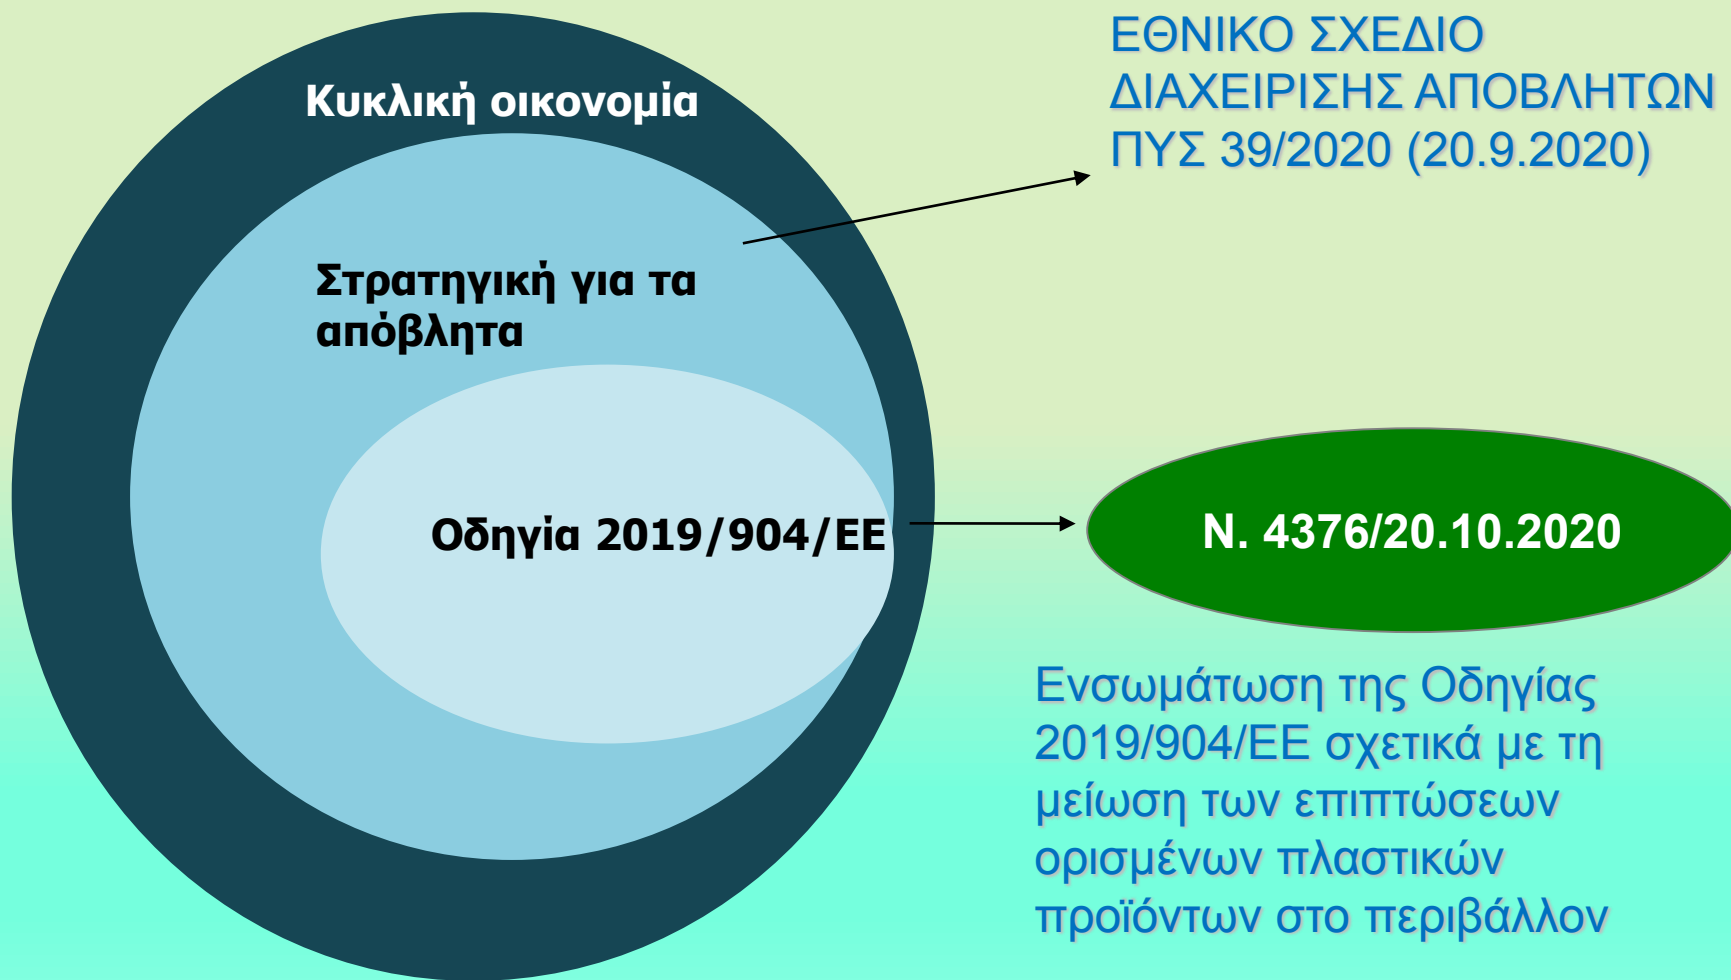 Κυκλική οικονομία
Στρατηγική για τα
απόβλητα
Οδηγία 2019/904/ΕΕ
ΕΘΝΙΚΟ ΣΧΕΔΙΟ
ΔΙΑΧΕΙΡΙΣΗΣ ΑΠΟΒΛΗΤΩΝ
ΠΥΣ 39/2020 (20.9.2020)
Ν. 4376/20.10.2020
Ενσωμάτωση της Οδηγίας
2019/904/ΕΕ σχετικά με τη
μείωση των επιπτώσεων
ορισμένων πλαστικών
προϊόντων στο περιβάλλον